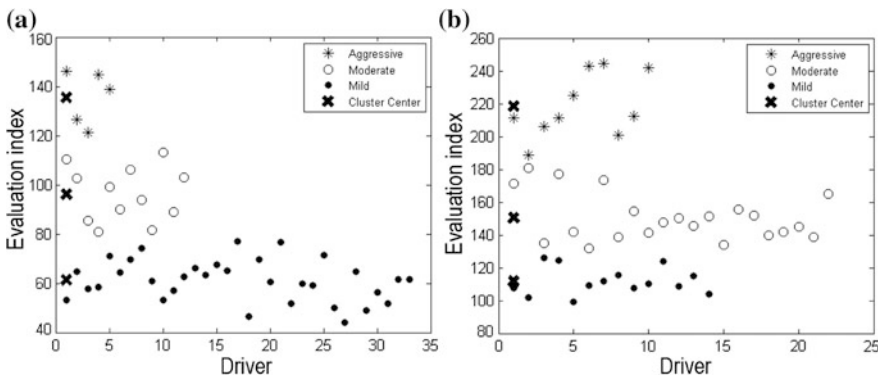 (a)
160
140
120
100
80
60
40
Evaluation index
0 5 10 15 20 25 30 35
Driver
Aggressive
Moderate
Mild
Cluster Center
(b)
260
240
220
200
180
160
140
120
100
80
Evaluation index
0 5 10 15 20 25
Driver
Aggressive
Moderate
Mild
Cluster Center